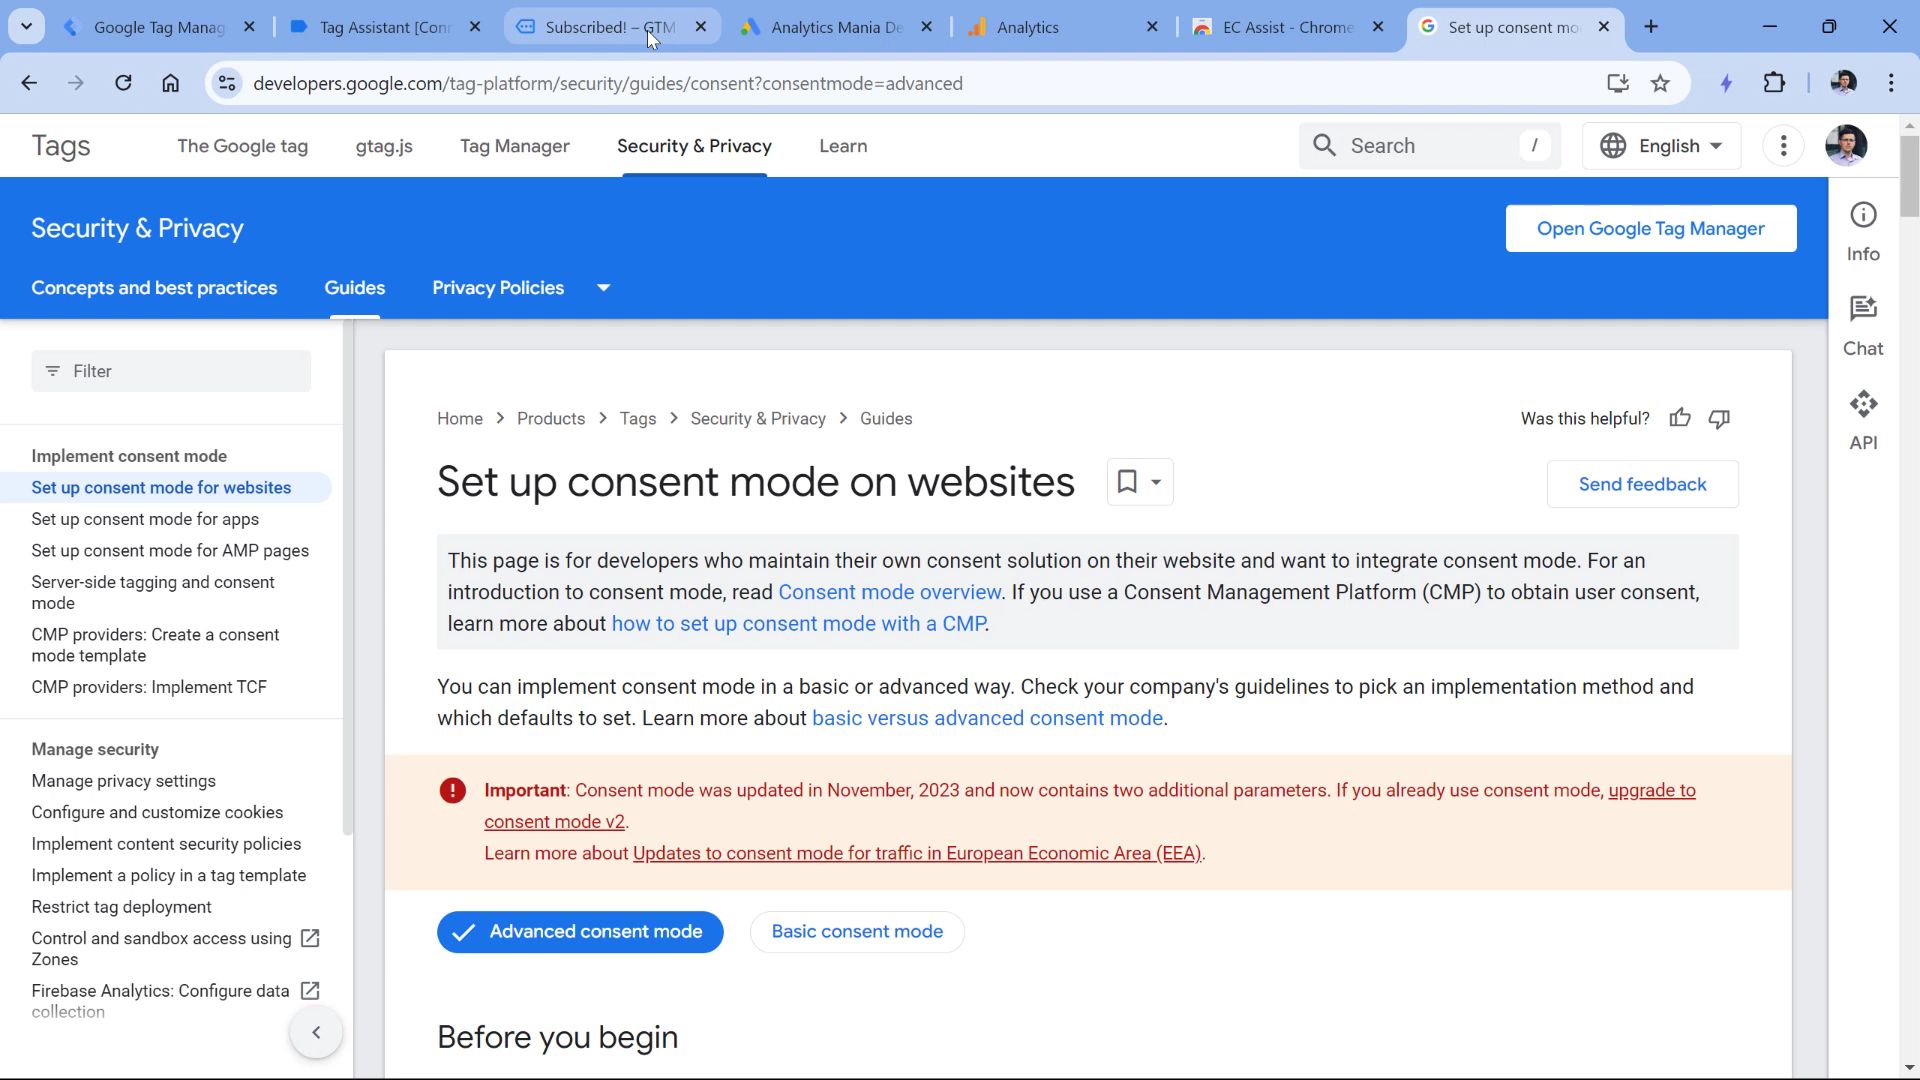 Google Tag Manag
Tag Assistant [Conn
Subscribed! – GTM
Analytics Mania De
Analytics
EC Assist - Chrome
Set up consent mo
developers.google.com/tag-platform/security/guides/consent?consentmode=advanced
Tags
The Google tag
gtag.js
Tag Manager
Security & Privacy
Learn
Search
/
English
Security & Privacy
Open Google Tag Manager
Concepts and best practices
Guides
Privacy Policies
Info
Chat
API
Filter
Implement consent mode
Set up consent mode for websites
Set up consent mode for apps
Set up consent mode for AMP pages
Server-side tagging and consent
mode
CMP providers: Create a consent
mode template
CMP providers: Implement TCF
Manage security
Manage privacy settings
Configure and customize cookies
Implement content security policies
Implement a policy in a tag template
Restrict tag deployment
Control and sandbox access using
Zones
Firebase Analytics: Configure data
collection
Home > Products > Tags > Security & Privacy > Guides
Was this helpful?
Set up consent mode on websites
Send feedback
This page is for developers who maintain their own consent solution on their website and want to integrate consent mode. For an
introduction to consent mode, read Consent mode overview. If you use a Consent Management Platform (CMP) to obtain user consent,
learn more about how to set up consent mode with a CMP.
You can implement consent mode in a basic or advanced way. Check your company's guidelines to pick an implementation method and
which defaults to set. Learn more about basic versus advanced consent mode.
Important: Consent mode was updated in November, 2023 and now contains two additional parameters. If you already use consent mode, upgrade to
consent mode v2.
Learn more about Updates to consent mode for traffic in European Economic Area (EEA).
Advanced consent mode
Basic consent mode
Before you begin